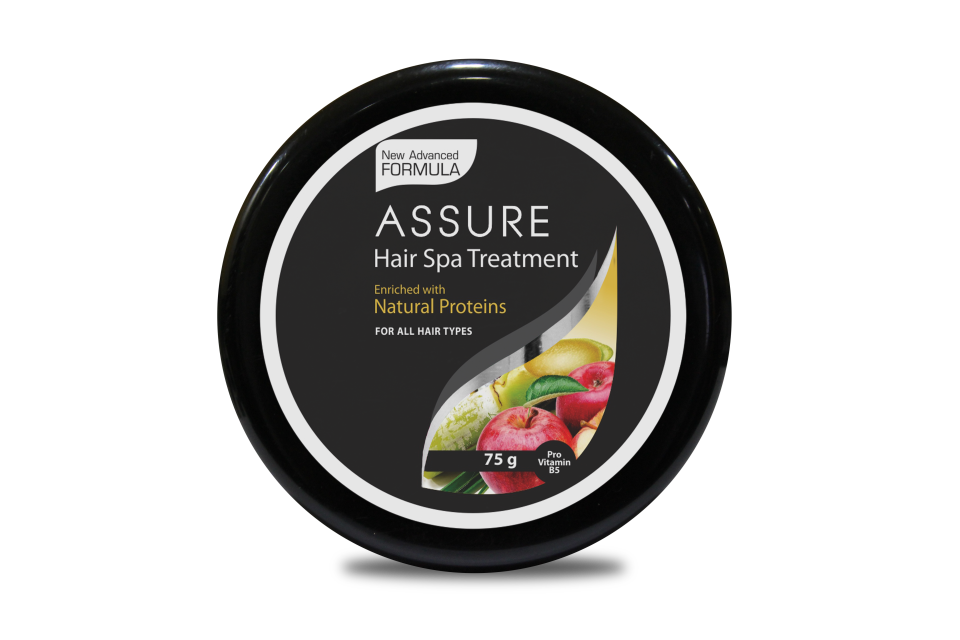 New Advanced
FORMULA
ASSURE
Hair Spa Treatment
Enriched with
Natural Proteins
FOR ALL HAIR TYPES
75 g
Pro
Vitamin
B5